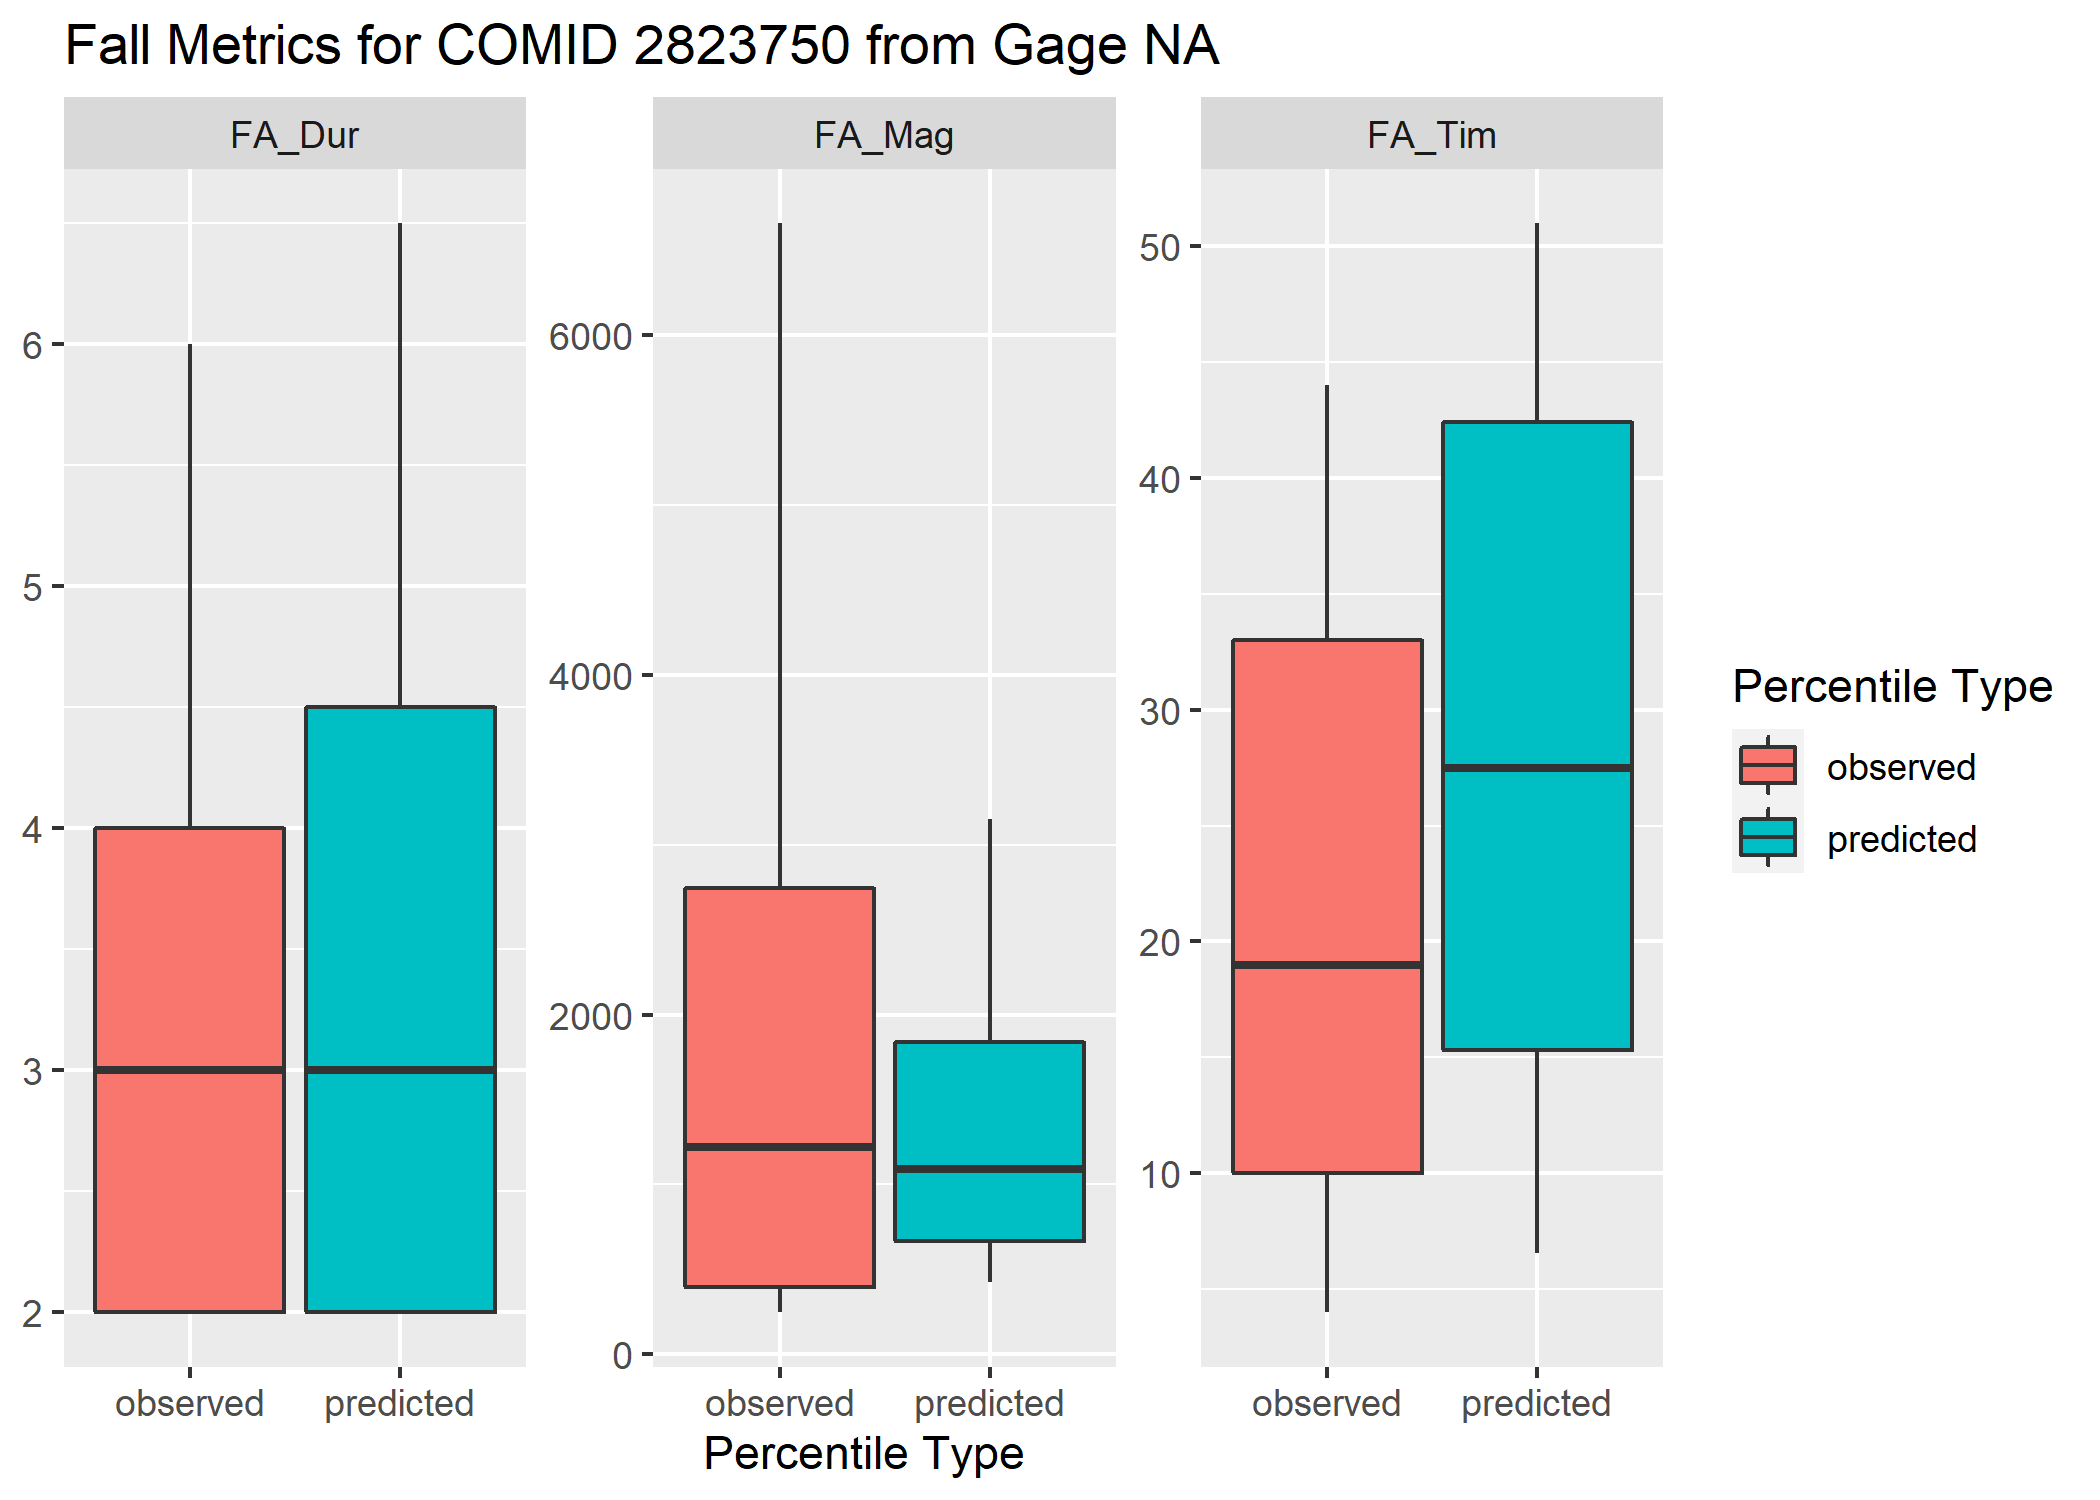 Fall Metrics for COMID 2823750 from Gage NA
FA_Dur
FA_Mag
FA_Tim
6
5
4
3
2
6000
4000
2000
0
50
40
30
20
10
observed
predicted
observed
predicted
observed
predicted
Percentile Type
Percentile Type
observed
predicted